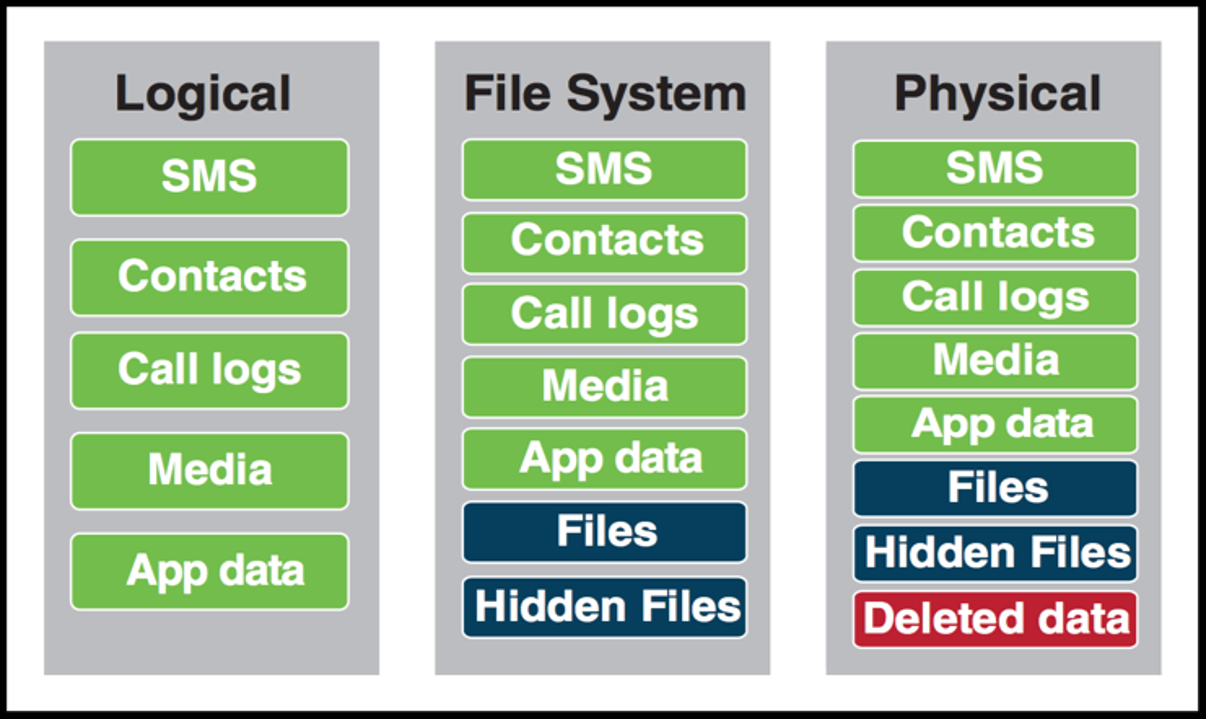 Logical
SMS
Contacts
Call logs
Media
App data
File System
SMS
Contacts
Call logs
Media
App data
Files
Hidden Files
Physical
SMS
Contacts
Call logs
Media
App data
Files
Hidden Files
Deleted data